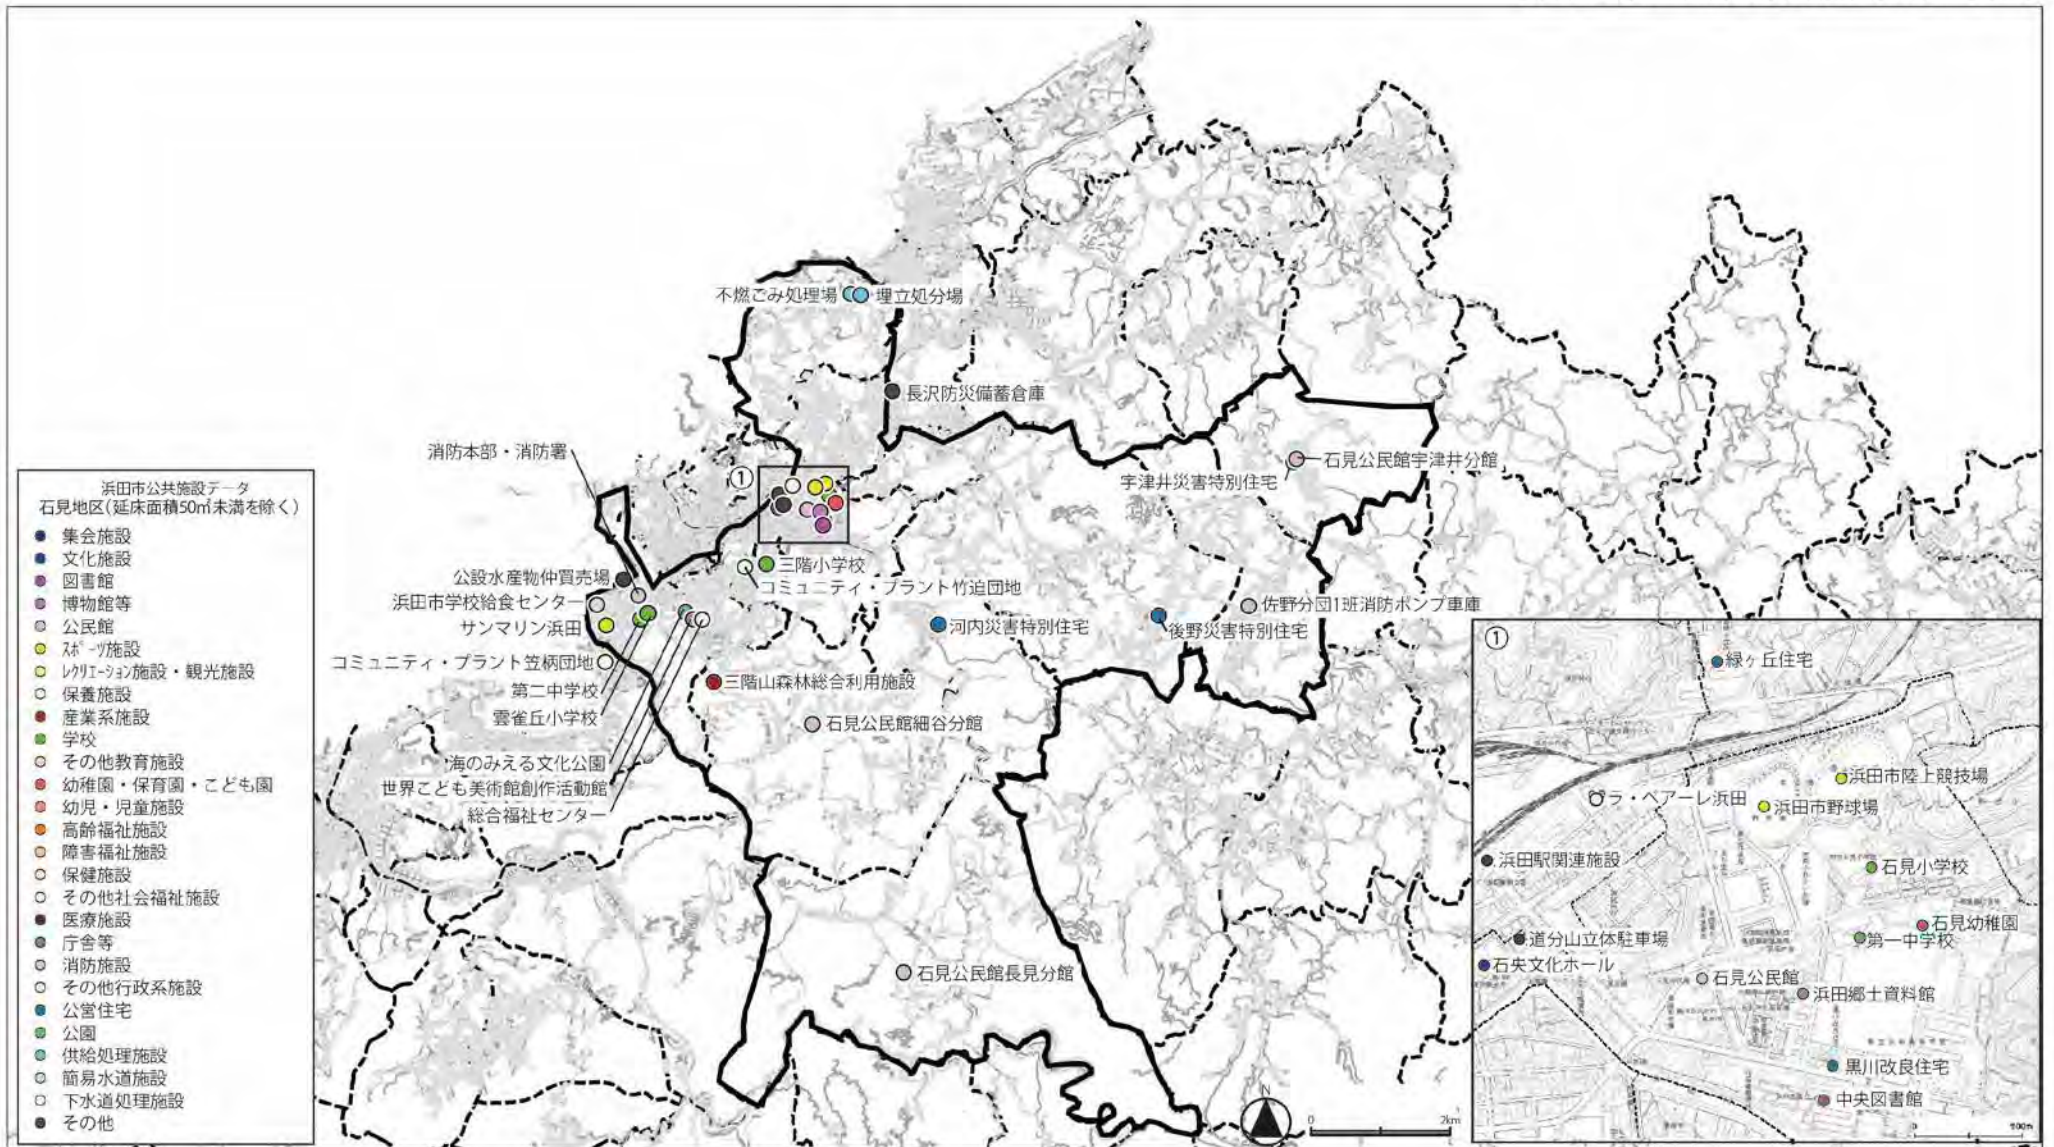 不燃ごみ処理場
埋立処分場
長沢防災備蓄倉庫
消防本部・消防署
①
石見公民館宇津井分館
宇津井災害特別住宅
公設水産物仲買売場
三階小学校
コミュニティ・プラント竹迫団地
浜田市学校給食センター
サンマリン浜田
佐野分団1班消防ポンプ車庫
河内災害特別住宅
後野災害特別住宅
コミュニティ・プラント笠柄団地
第二中学校
三階山森林総合利用施設
雲雀丘小学校
石見公民館細谷分館
海のみえる文化公園
世界こども美術館創作活動館
総合福祉センター
石見公民館長見分館
浜田市公共施設データ
石見地区(延床面積50㎡未満を除く)
集会施設
文化施設
図書館
博物館等
公民館
スポーツ施設
レクリエーション施設・観光施設
保養施設
産業系施設
学校
その他教育施設
幼稚園・保育園・こども園
幼児・児童施設
高齢福祉施設
障害福祉施設
保健施設
その他社会福祉施設
医療施設
庁舎等
消防施設
その他行政系施設
公営住宅
公園
供給処理施設
簡易水道施設
下水道処理施設
その他
N
0 2km
①
緑ヶ丘住宅
浜田市陸上競技場
ラ・ペアーレ浜田
浜田市野球場
浜田駅関連施設
石見小学校
石見幼稚園
道分山立体駐車場
第一中学校
石央文化ホール
石見公民館
浜田郷土資料館
黒川改良住宅
中央図書館
0 500m